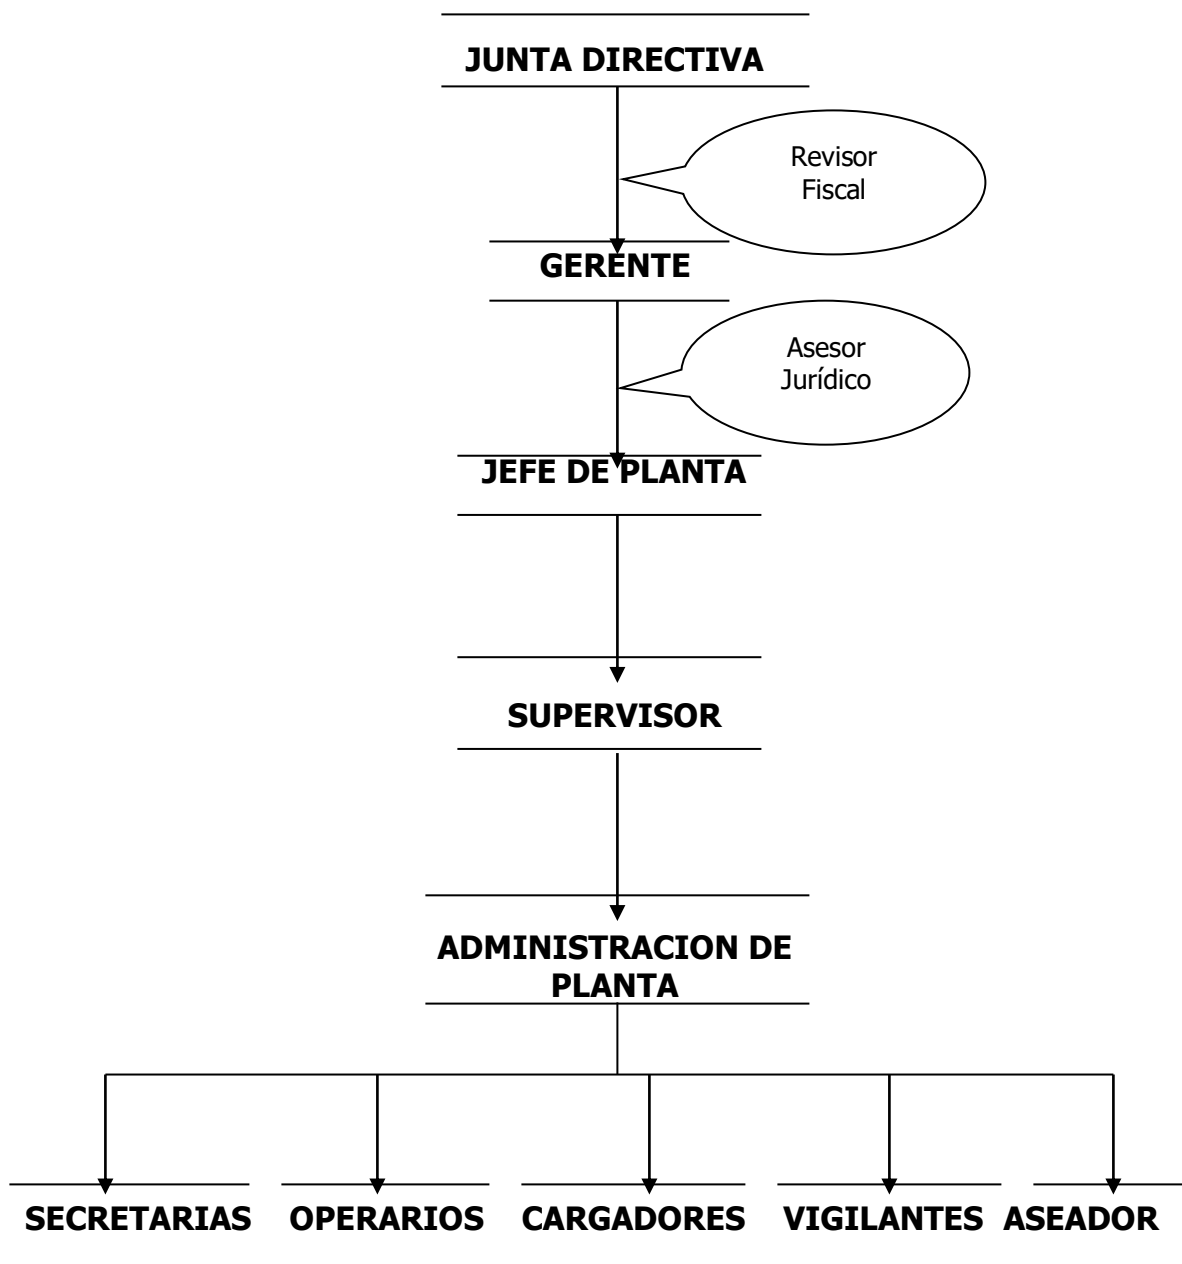 JUNTA DIRECTIVA
Revisor
Fiscal
GERENTE
Asesor
Jurídico
JEFE DE PLANTA
SUPERVISOR
ADMINISTRACION DE
PLANTA
SECRETARIAS OPERARIOS CARGADORES VIGILANTES ASEADOR